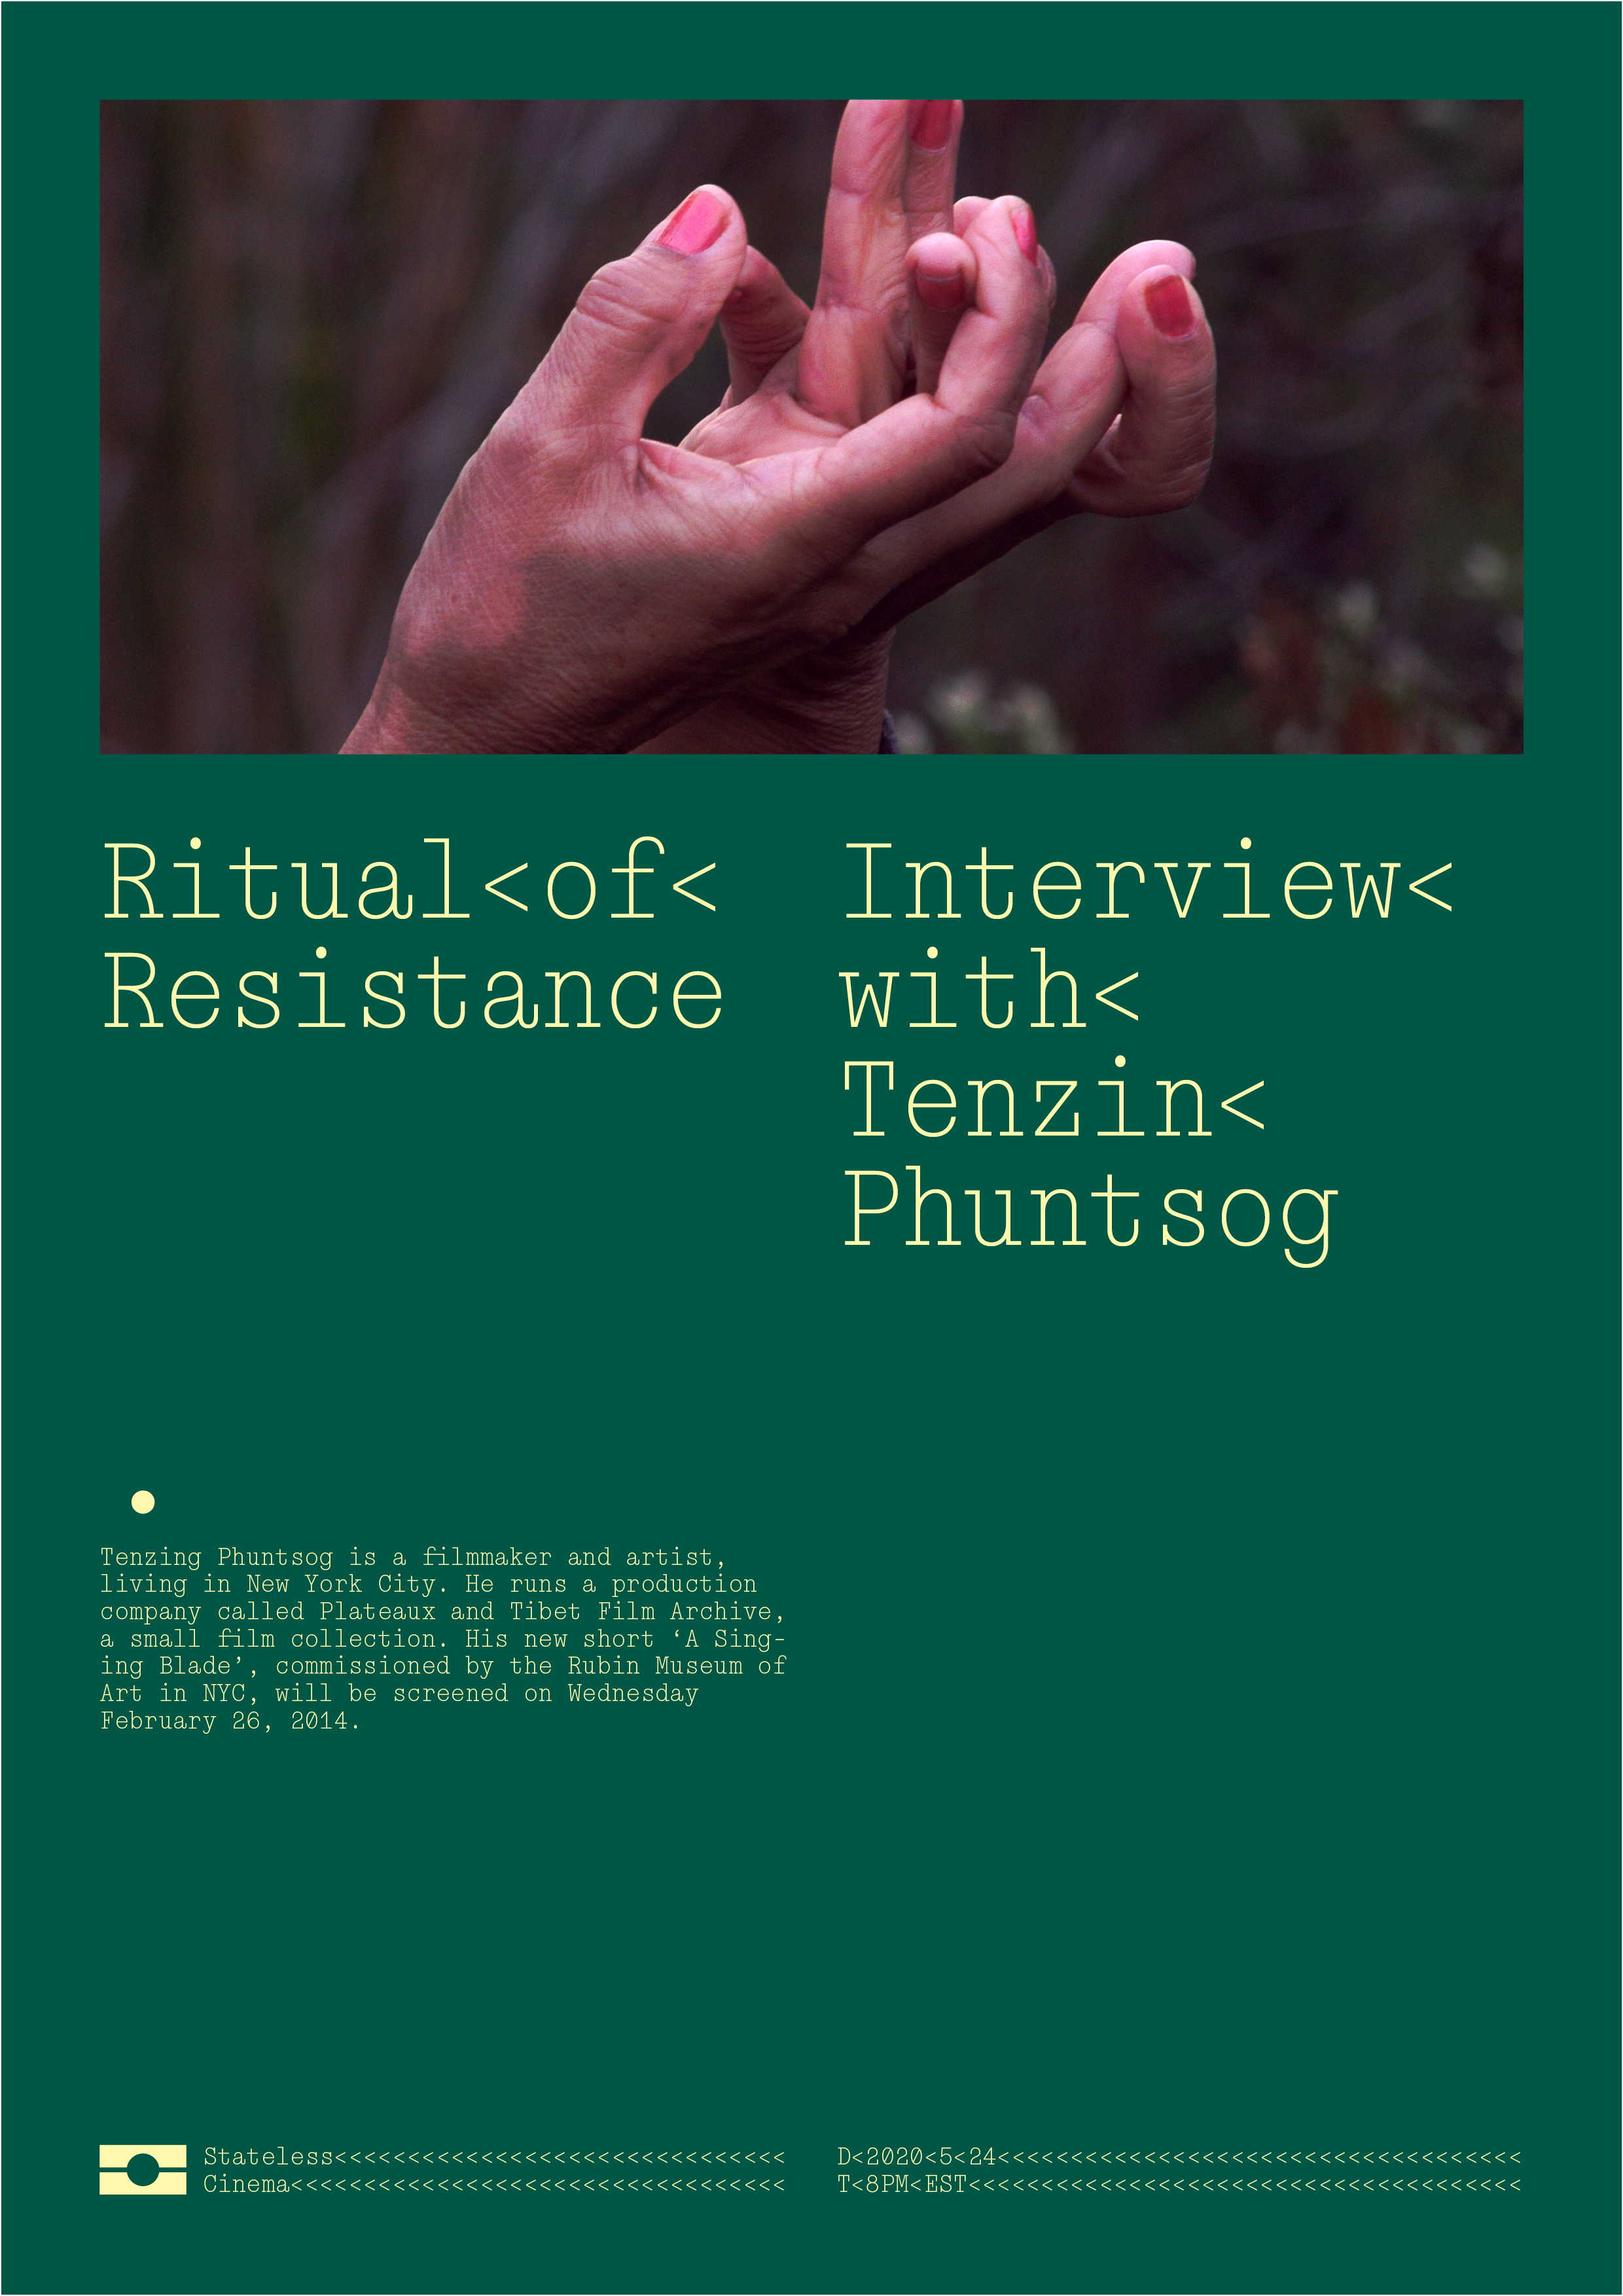 Ritual<of<
Resistance
Interview<
with<
Tenzin<
Phuntsog
Tenzing Phuntsog is a filmmaker and artist,
living in New York City. He runs a production
company called Plateaux and Tibet Film Archive,
a small film collection. His new short ‘A Sing-
ing Blade’, commissioned by the Rubin Museum of
Art in NYC, will be screened on Wednesday
February 26, 2014.
Stateless<<<<<<<<<<<<<<<<<<<<<<<<<<<<<<<
Cinema<<<<<<<<<<<<<<<<<<<<<<<<<<<<<<<<<<
D<2020<5<24<<<<<<<<<<<<<<<<<<<<<<<<<<<<<<<<<<<<
T<8PM<EST<<<<<<<<<<<<<<<<<<<<<<<<<<<<<<<<<<<<<<